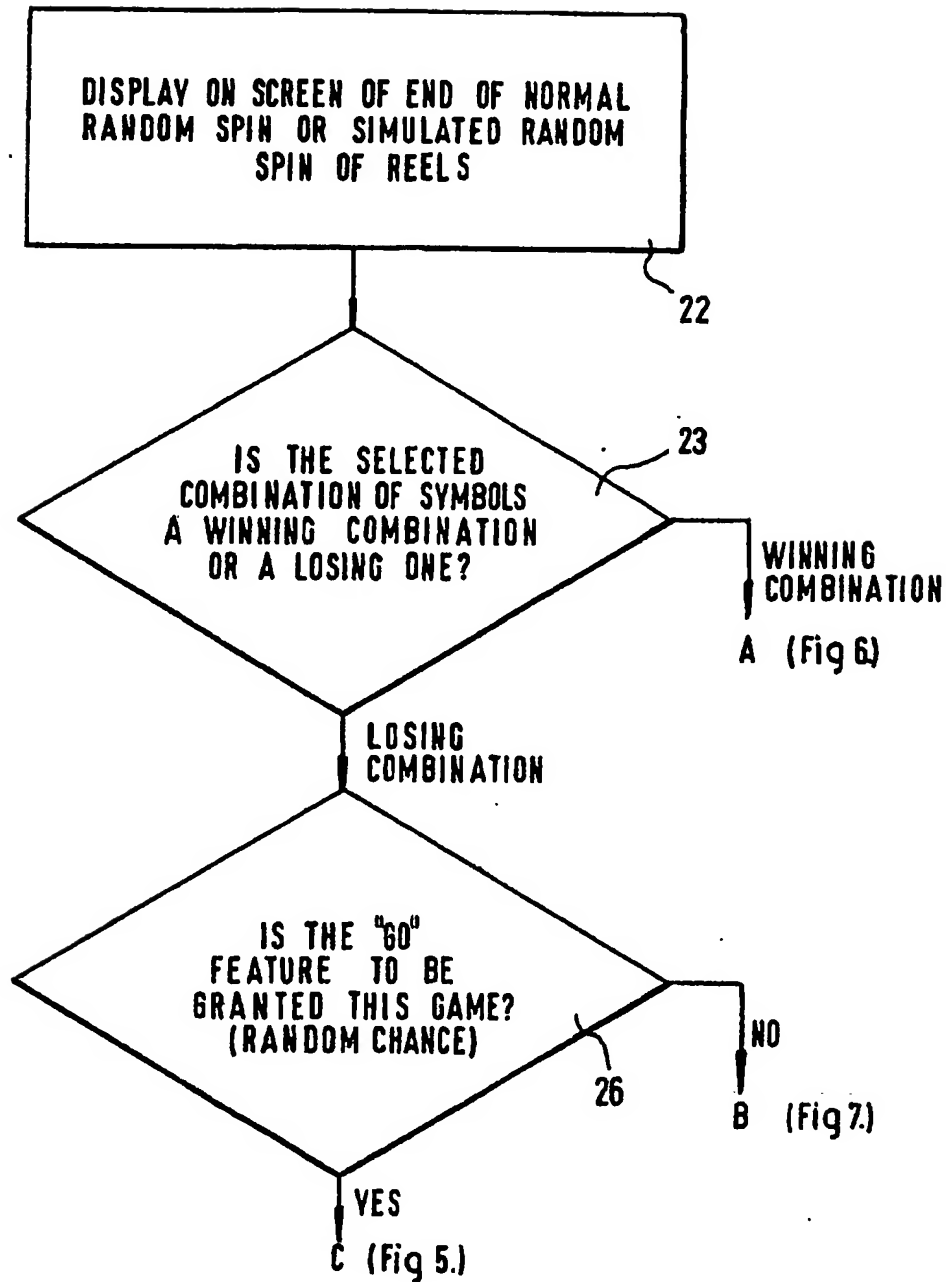 DISPLAY ON SCREEN OF END OF NORMAL
RANDOM SPIN OR SIMULATED RANDOM
SPIN OF REELS
22
IS THE SELECTED
COMBINATION OF SYMBOLS
A WINNING COMBINATION
OR A LOSING ONE?
23
WINNING
COMBINATION
A (Fig 6.)
LOSING
COMBINATION
IS THE "GO"
FEATURE TO BE
GRANTED THIS GAME?
(RANDOM CHANCE)
26
NO
B (Fig 7.)
YES
C (Fig 5.)